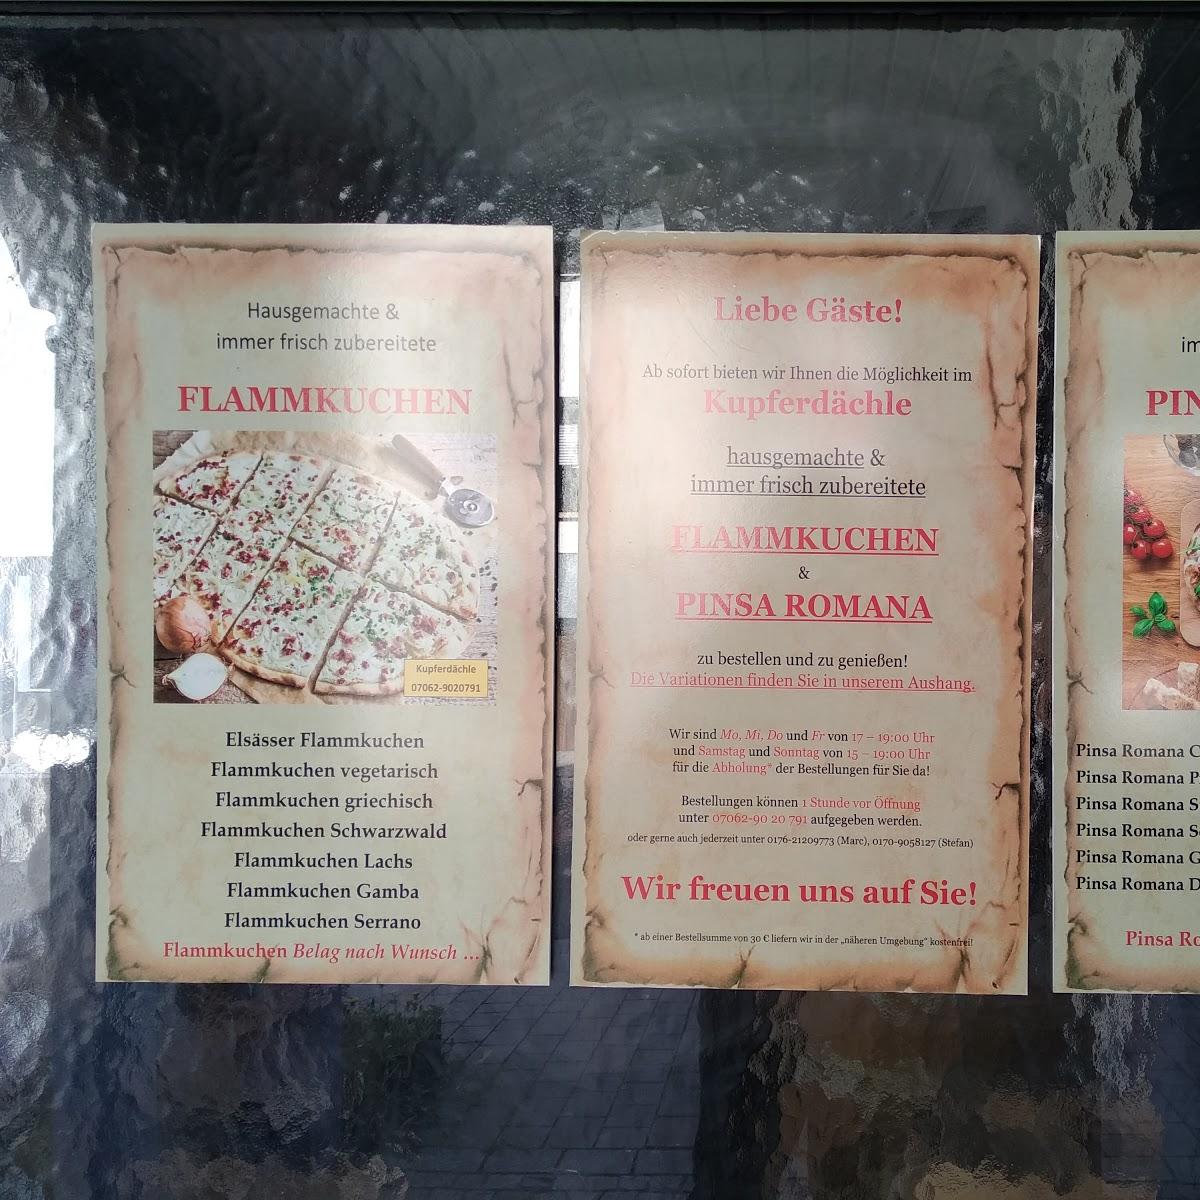 Hausgemachte &
immer frisch zubereitete
FLAMMKUCHEN
Kupferdächle
07062-9020791
Elsässer Flammkuchen
Flammkuchen vegetarisch
Flammkuchen griechisch
Flammkuchen Schwarzwald
Flammkuchen Lachs
Flammkuchen Gamba
Flammkuchen Serrano
Flammkuchen Belag nach Wunsch ...
Liebe Gäste!
Ab sofort bieten wir Ihnen die Möglichkeit im
Kupferdächle
hausgemachte &
immer frisch zubereitete
FLAMMKUCHEN
&
PINSA ROMANA
zu bestellen und zu genießen!
Die Variationen finden Sie in unserem Aushang.
Wir sind Mo, Mi, Do und Fr von 17 – 19:00 Uhr
und Samstag und Sonntag von 15 – 19:00 Uhr
für die Abholung* der Bestellungen für Sie da!
Bestellungen können 1 Stunde vor Öffnung
unter 07062-90 20 791 aufgegeben werden.
oder gerne auch jederzeit unter 0176-21209773 (Marc), 0170-9058127 (Stefan)
Wir freuen uns auf Sie!
* ab einer Bestellsumme von 30 € liefern wir in der „näheren Umgebung" kostenfrei!
im
PIN
Pinsa Romana C
Pinsa Romana P
Pinsa Romana S
Pinsa Romana S
Pinsa Romana G
Pinsa Romana D
Pinsa Ro